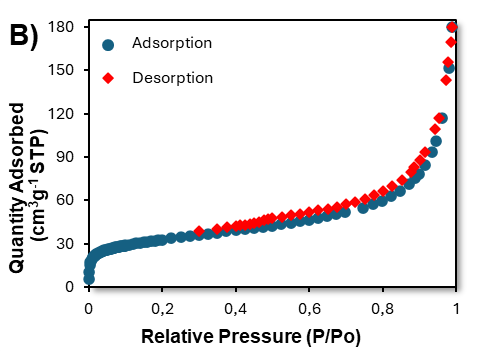 B)
Adsorption
Desorption
Quantity Adsorbed
(cm³g⁻¹ STP)
180
150
120
90
60
30
0
0
0,2
0,4
0,6
0,8
1
Relative Pressure (P/Po)